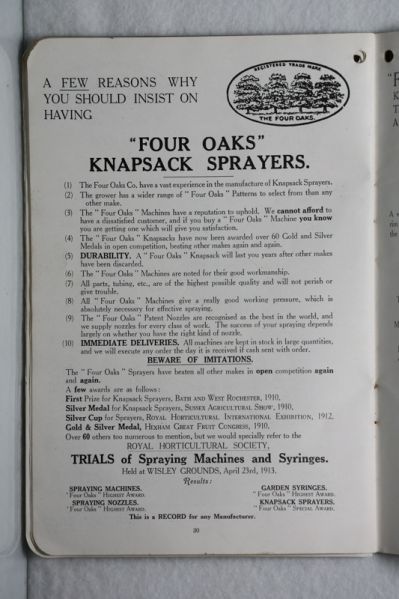 A FEW REASONS WHY
YOU SHOULD INSIST ON
HAVING
REGISTERED TRADE MARK
THE FOUR OAKS.
"FOUR OAKS"
KNAPSACK SPRAYERS.
(1) The Four Oaks Co. have a vast experience in the manufacture of Knapsack Sprayers.
(2) The grower has a wider range of "Four Oaks" Patterns to select from than any
other make.
(3) The "Four Oaks" Machines have a reputation to uphold. We cannot afford to
have a dissatisfied customer, and if you buy a "Four Oaks" Machine you know
you are getting one which will give you satisfaction.
(4) The "Four Oaks" Knapsacks have now been awarded over 60 Gold and Silver
Medals in open competition, beating other makes again and again.
(5) DURABILITY. A "Four Oaks" Knapsack will last you years after other makes
have been discarded.
(6) The "Four Oaks" Machines are noted for their good workmanship.
(7) All parts, tubing, etc., are of the highest possible quality and will not perish or
give trouble.
(8) All "Four Oaks" Machines give a really good working pressure, which is
absolutely necessary for effective spraying.
(9) The "Four Oaks" Patent Nozzles are recognised as the best in the world, and
we supply nozzles for every class of work. The success of your spraying depends
largely on whether you have the right kind of nozzle.
(10) IMMEDIATE DELIVERIES. All machines are kept in stock in large quantities,
and we will execute any order the day it is received if cash sent with order.
BEWARE OF IMITATIONS.
The "Four Oaks" Sprayers have beaten all other makes in open competition again
and again.
A few awards are as follows:
First Prize for Knapsack Sprayers, BATH AND WEST ROCHESTER, 1910,
Silver Medal for Knapsack Sprayers, SUSSEX AGRICULTURAL SHOW, 1910,
Silver Cup for Sprayers, ROYAL HORTICULTURAL INTERNATIONAL EXHIBITION, 1912,
Gold & Silver Medal, HEXHAM GREAT FRUIT CONGRESS, 1910,
Over 60 others too numerous to mention, but we would specially refer to the
ROYAL HORTICULTURAL SOCIETY,
TRIALS of Spraying Machines and Syringes.
Held at WISLEY GROUNDS, April 23rd, 1913.
Results:
SPRAYING MACHINES.
"Four Oaks" HIGHEST AWARD.
SPRAYING NOZZLES.
"Four Oaks" HIGHEST AWARD.
GARDEN SYRINGES.
"Four Oaks" HIGHEST AWARD.
KNAPSACK SPRAYERS.
"Four Oaks" SPECIAL AWARD.
This is a RECORD for any Manufacturer.
30